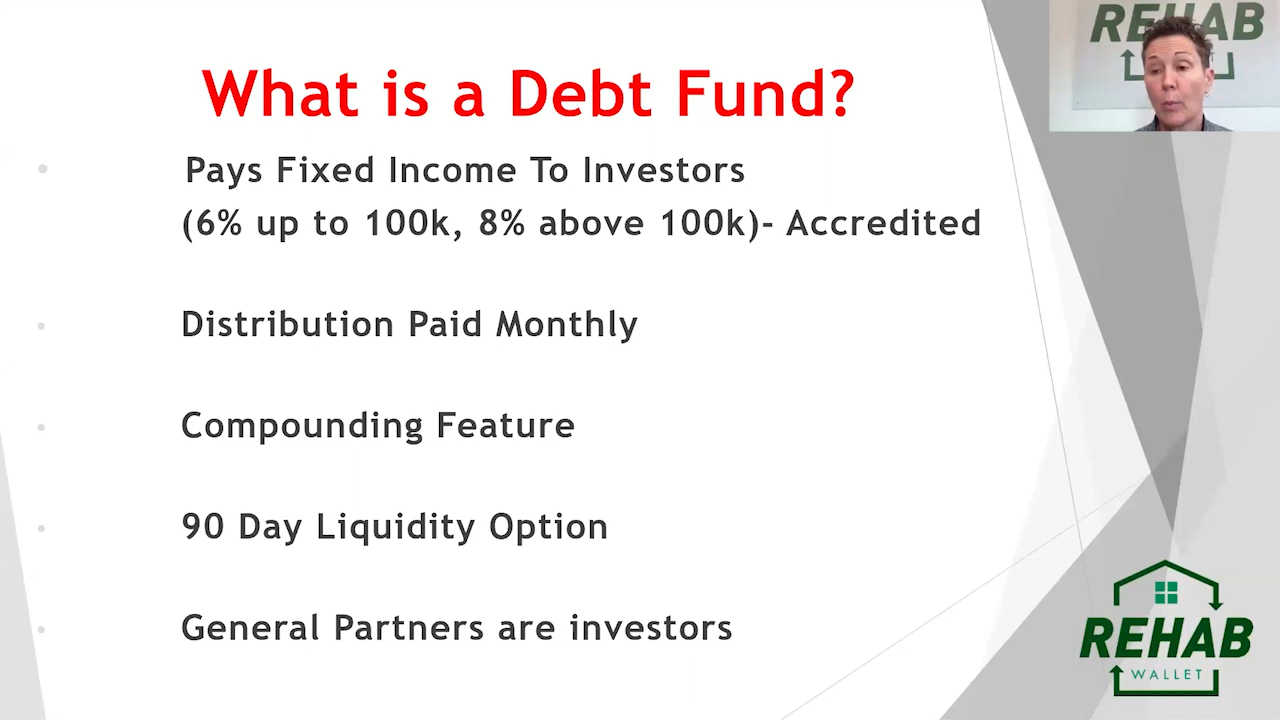 What is a Debt Fund?
Pays Fixed Income To Investors
(6% up to 100k, 8% above 100k)- Accredited
Distribution Paid Monthly
Compounding Feature
90 Day Liquidity Option
General Partners are investors
REHAB
WALLET